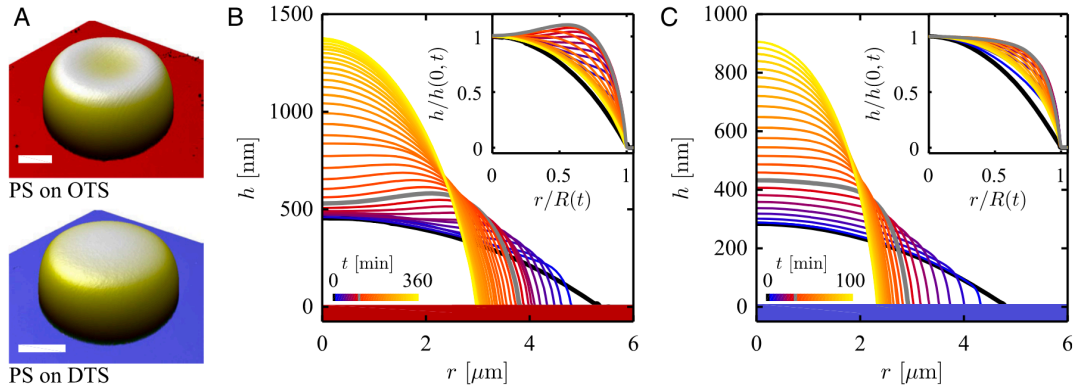 A
PS on OTS
PS on DTS
B
1500
1000
500
0
h [nm]
0
2
4
6
r [μm]
t [min]
0
360
1
0.5
0
h/h(0, t)
0
0.5
1
r/R(t)
C
1000
800
600
400
200
0
h [nm]
0
2
4
6
r [μm]
t [min]
0
100
1
0.5
0
h/h(0, t)
0
0.5
1
r/R(t)